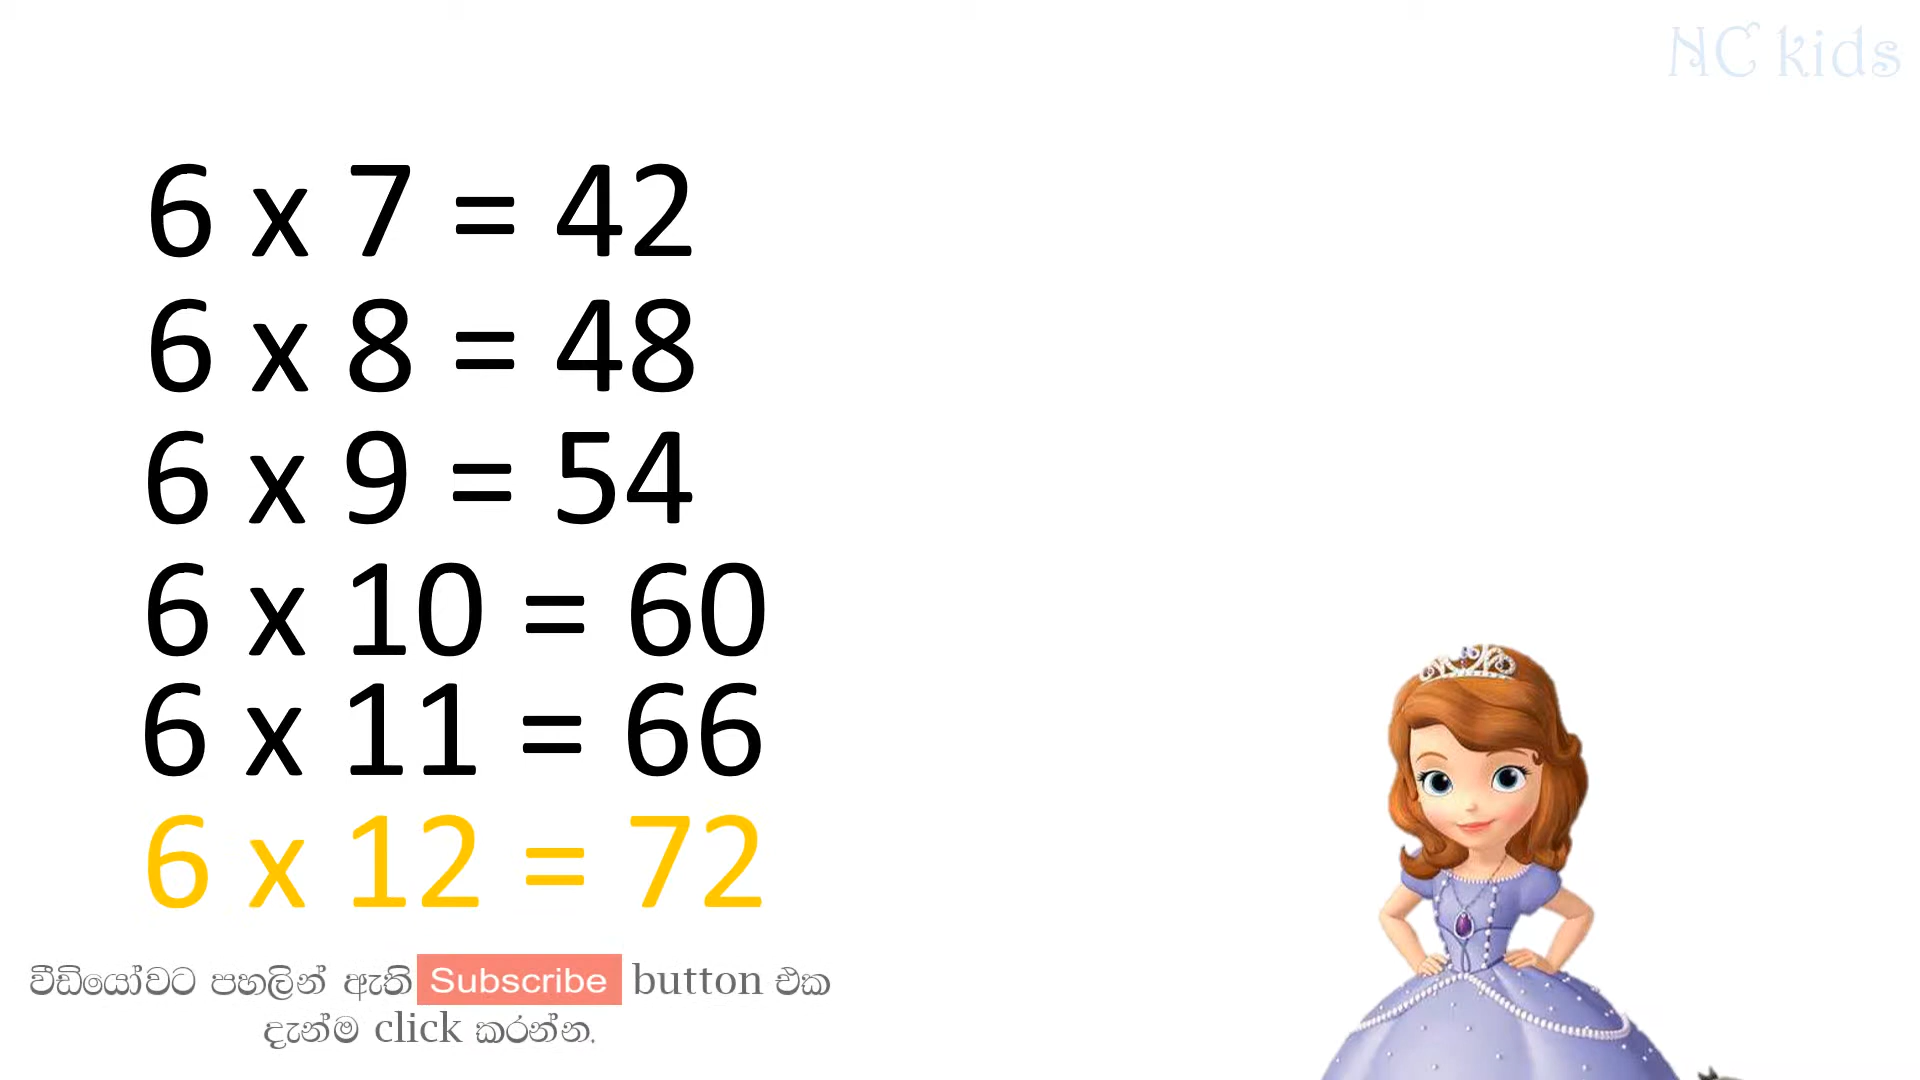 NC kids
6 x 7 = 42
6 x 8 = 48
6 x 9 = 54
6 x 10 = 60
6 x 11 = 66
6 x 12 = 72
වීඩියෝවට පහලින් ඇති Subscribe button එක
දැන්ම click කරන්න.